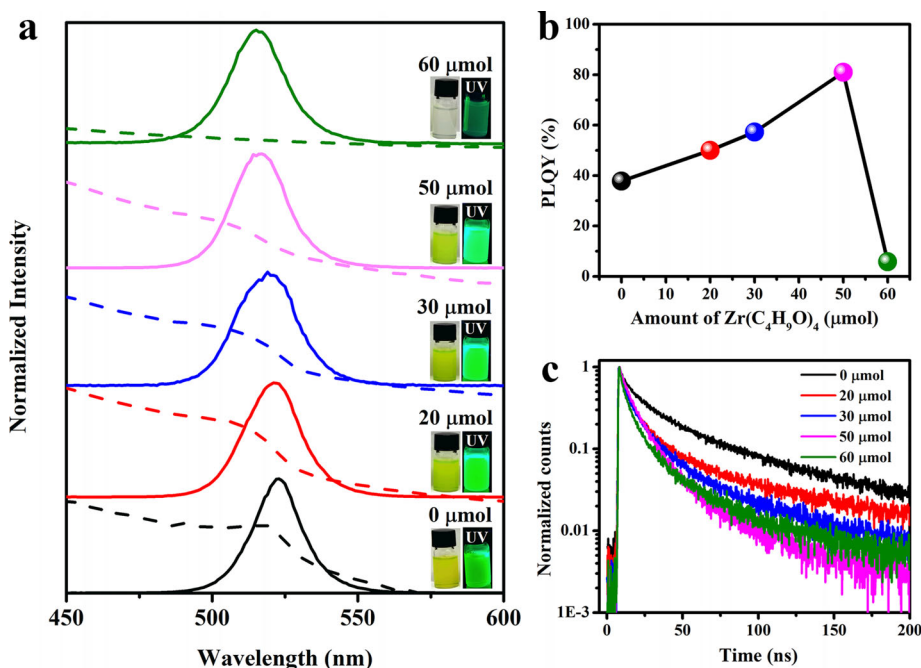 a
60 μmol
UV
50 μmol
UV
30 μmol
UV
20 μmol
UV
0 μmol
UV
Normalized Intensity
450 500 550 600
Wavelength (nm)
b
100
80
60
40
20
0
PLQY (%)
0 10 20 30 40 50 60
Amount of Zr(C₄H₉O)₄ (μmol)
c
1
0.1
0.01
1E-3
Normalized counts
0 μmol
20 μmol
30 μmol
50 μmol
60 μmol
0 50 100 150 200
Time (ns)